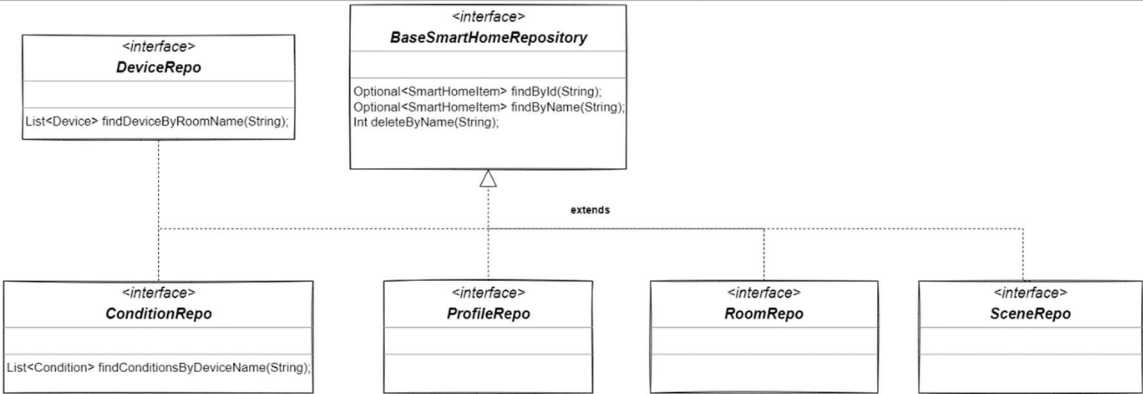 <interface>
BaseSmartHomeRepository
Optional<SmartHomeItem> findById(String);
Optional<SmartHomeItem> findByName(String);
Int deleteByName(String);
<interface>
DeviceRepo
List<Device> findDeviceByRoomName(String);
extends
<interface>
ConditionRepo
List<Condition> findConditionsByDeviceName(String);
<interface>
ProfileRepo
<interface>
RoomRepo
<interface>
SceneRepo